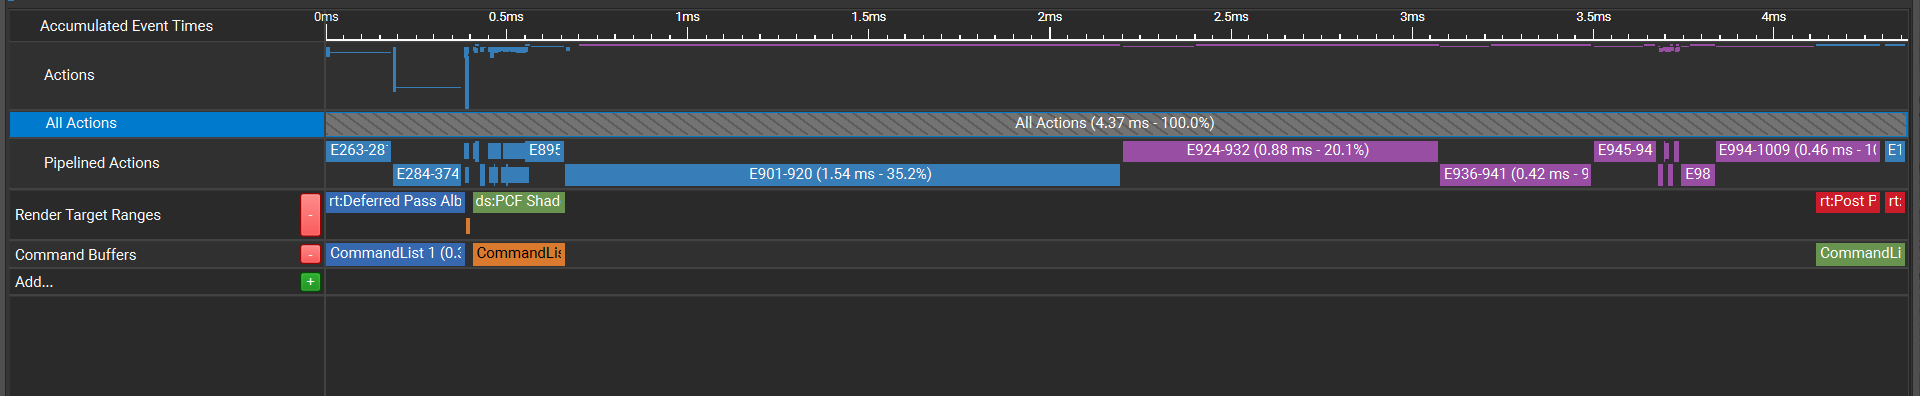 Accumulated Event Times 0ms 0.5ms 1ms 1.5ms 2ms 2.5ms 3ms 3.5ms 4ms
Actions
All Actions All Actions (4.37 ms - 100.0%)
Pipelined Actions
E263-28 E895 E924-932 (0.88 ms - 20.1%) E945-94 E994-1009 (0.46 ms - 10 E1
E284-374 E901-920 (1.54 ms - 35.2%) E936-941 (0.42 ms - 9 E98
Render Target Ranges - rt:Deferred Pass Alb ds:PCF Shad rt:Post P rt:
Command Buffers - CommandList 1 (0.3 CommandLis CommandLi
Add... +